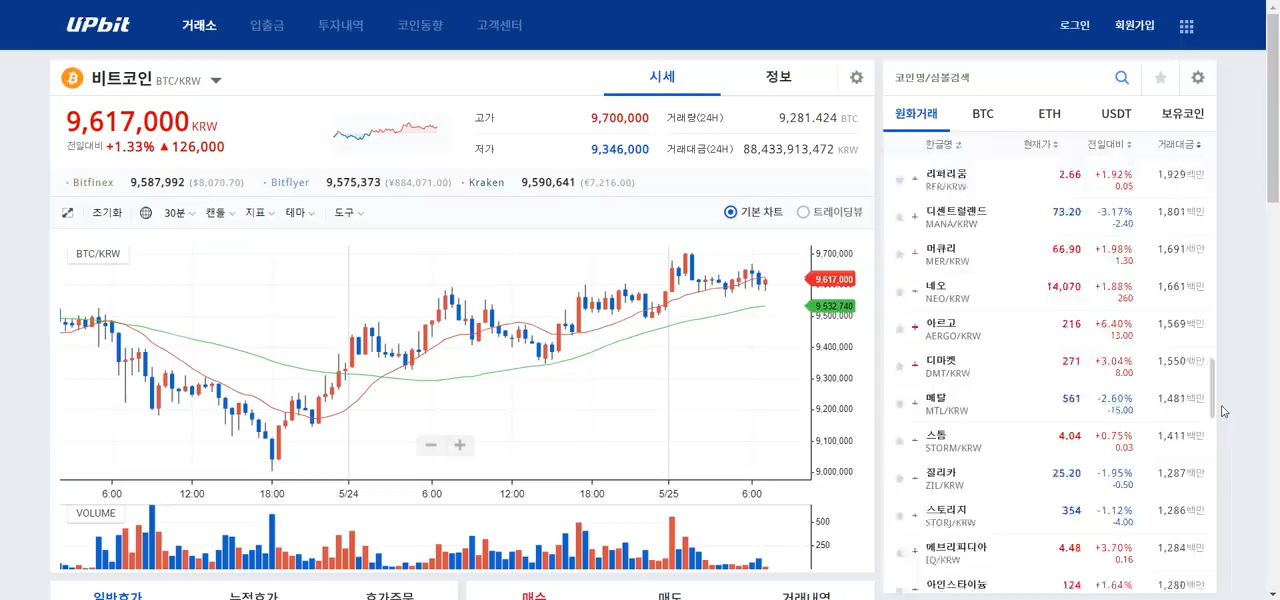 UPbit 거래소 입출금 투자내역 코인동향 고객센터 로그인 회원가입
비트코인 BTC/KRW 시세 정보
9,617,000 KRW
전일대비 +1.33% ▲ 126,000
고가 9,700,000 거래량(24H) 9,281.424 BTC
저가 9,346,000 거래대금(24H) 88,433,913,472 KRW
· Bitfinex 9,587,992 ($8,070.70) · Bitflyer 9,575,373 (¥884,071.00) · Kraken 9,590,641 (€7,216.00)
초기화 30분 캔들 지표 테마 도구 기본 차트 트레이딩뷰
BTC/KRW
9,700,000
9,617,000
9,532,740
9,500,000
9,400,000
9,300,000
9,200,000
9,100,000
9,000,000
6:00 12:00 18:00 5/24 6:00 12:00 18:00 5/25 6:00
VOLUME
500
250
일반호가 누적호가 호가주문 매수 매도 거래내역
코인명/심볼검색
원화거래 BTC ETH USDT 보유코인
한글명 현재가 전일대비 거래대금
리퍼리움 2.66 +1.92% 1,929백만
RFR/KRW 0.05
디센트럴랜드 73.20 -3.17% 1,801백만
MANA/KRW -2.40
머큐리 66.90 +1.98% 1,691백만
MER/KRW 1.30
네오 14,070 +1.88% 1,661백만
NEO/KRW 260
아르고 216 +6.40% 1,569백만
AERGO/KRW 13.00
디마켓 271 +3.04% 1,550백만
DMT/KRW 8.00
메탈 561 -2.60% 1,481백만
MTL/KRW -15.00
스톰 4.04 +0.75% 1,411백만
STORM/KRW 0.03
질리카 25.20 -1.95% 1,287백만
ZIL/KRW -0.50
스토리지 354 -1.12% 1,286백만
STORJ/KRW -4.00
에브리피디아 4.48 +3.70% 1,284백만
IQ/KRW 0.16
아인스타이늄 124 +1.64% 1,280백만